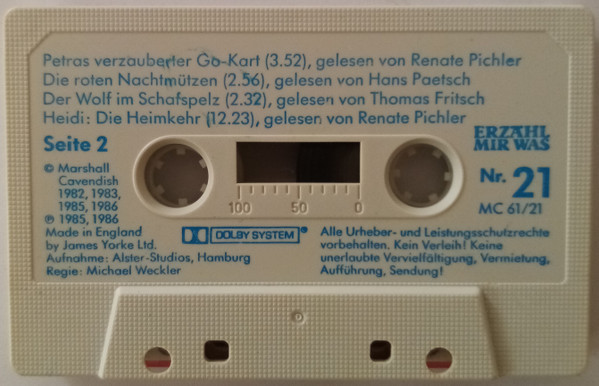 Petras verzauberter Go-Kart (3.52), gelesen von Renate Pichler
Die roten Nachtmützen (2.56), gelesen von Hans Paetsch
Der Wolf im Schafspelz (2.32), gelesen von Thomas Fritsch
Heidi: Die Heimkehr (12.23), gelesen von Renate Pichler
Seite 2
ERZÄHL
MIR WAS
Nr. 21
MC 61/21
© Marshall
Cavendish
1982, 1983,
1985, 1986
℗ 1985, 1986
Made in England
by James Yorke Ltd.
Aufnahme: Alster-Studios, Hamburg
Regie: Michael Weckler
100 50 0
DOLBY SYSTEM®
Alle Urheber- und Leistungsschutzrechte
vorbehalten. Kein Verleih! Keine
unerlaubte Vervielfältigung, Vermietung,
Aufführung, Sendung!